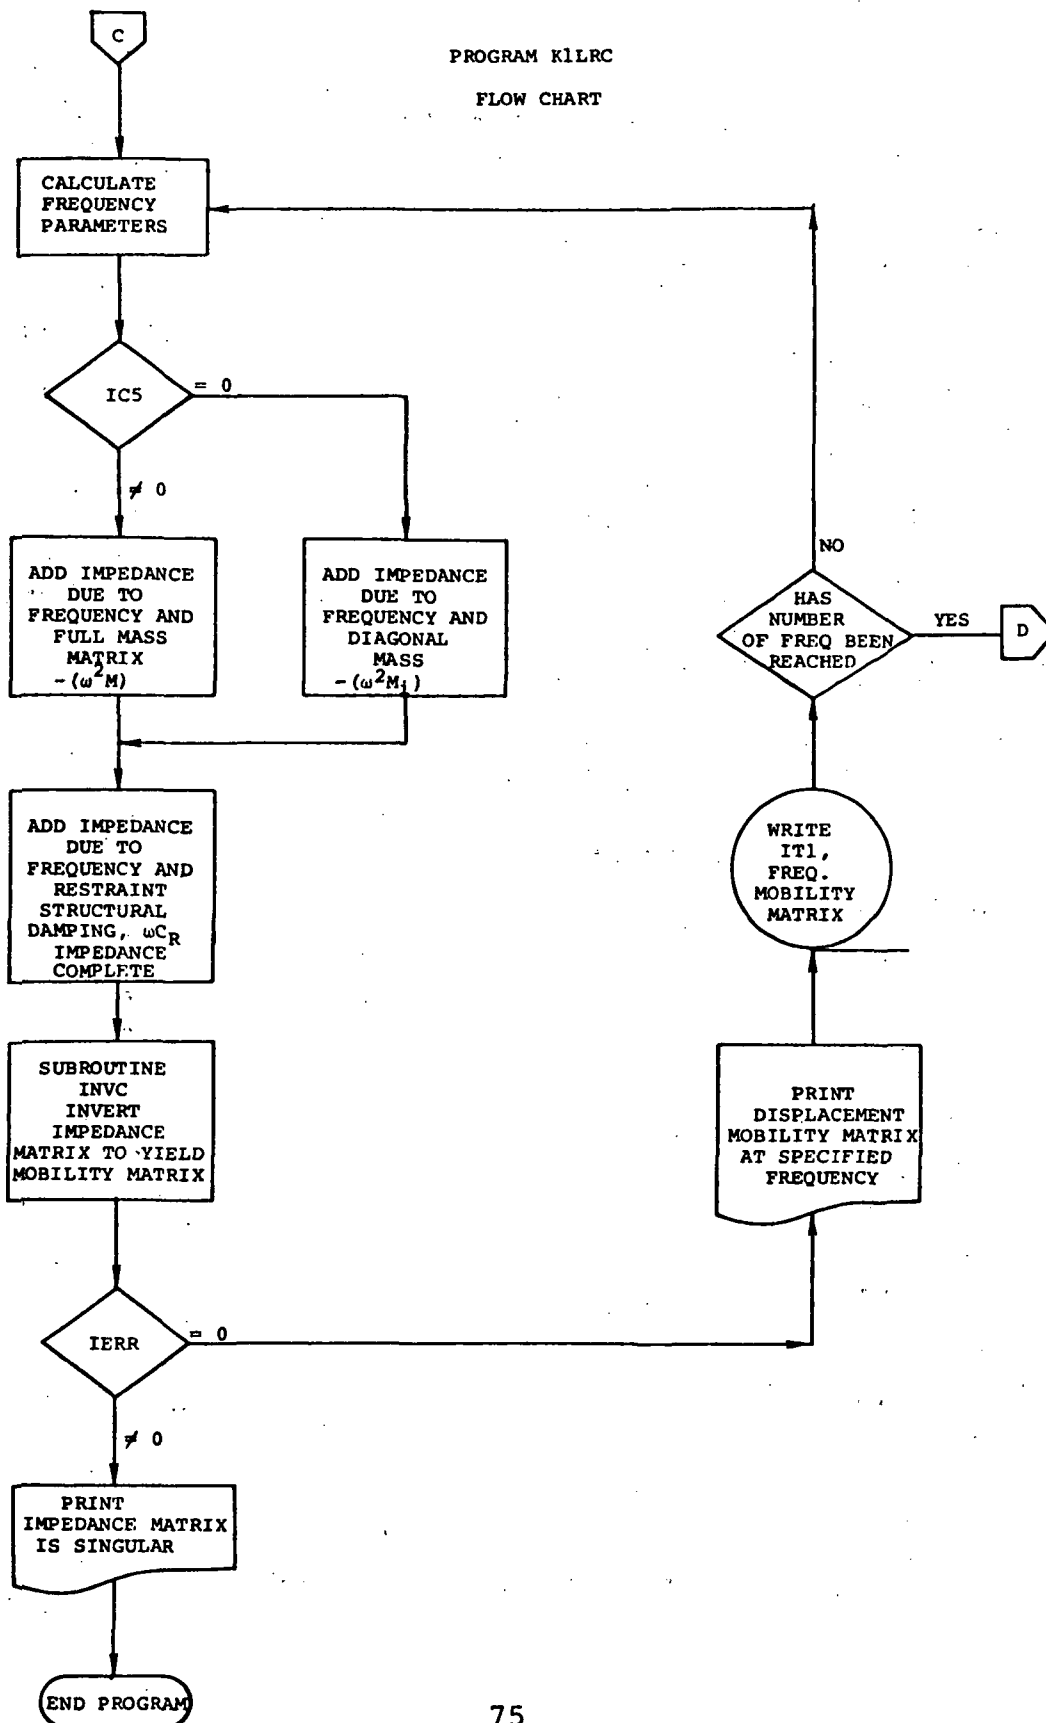 C
PROGRAM K1LRC
FLOW CHART
CALCULATE
FREQUENCY
PARAMETERS
IC5
= 0
≠ 0
ADD IMPEDANCE
DUE TO
FREQUENCY AND
FULL MASS
MATRIX
-(ω²M)
ADD IMPEDANCE
DUE TO
FREQUENCY AND
DIAGONAL
MASS
-(ω²Mᵢ)
ADD IMPEDANCE
DUE TO
FREQUENCY AND
RESTRAINT
STRUCTURAL
DAMPING, ωC_R
IMPEDANCE
COMPLETE
SUBROUTINE
INVC
INVERT
IMPEDANCE
MATRIX TO YIELD
MOBILITY MATRIX
IERR
= 0
≠ 0
PRINT
IMPEDANCE MATRIX
IS SINGULAR
END PROGRAM
PRINT
DISPLACEMENT
MOBILITY MATRIX
AT SPECIFIED
FREQUENCY
WRITE
IT1,
FREQ.
MOBILITY
MATRIX
HAS
NUMBER
OF FREQ BEEN
REACHED
NO
YES
D
75